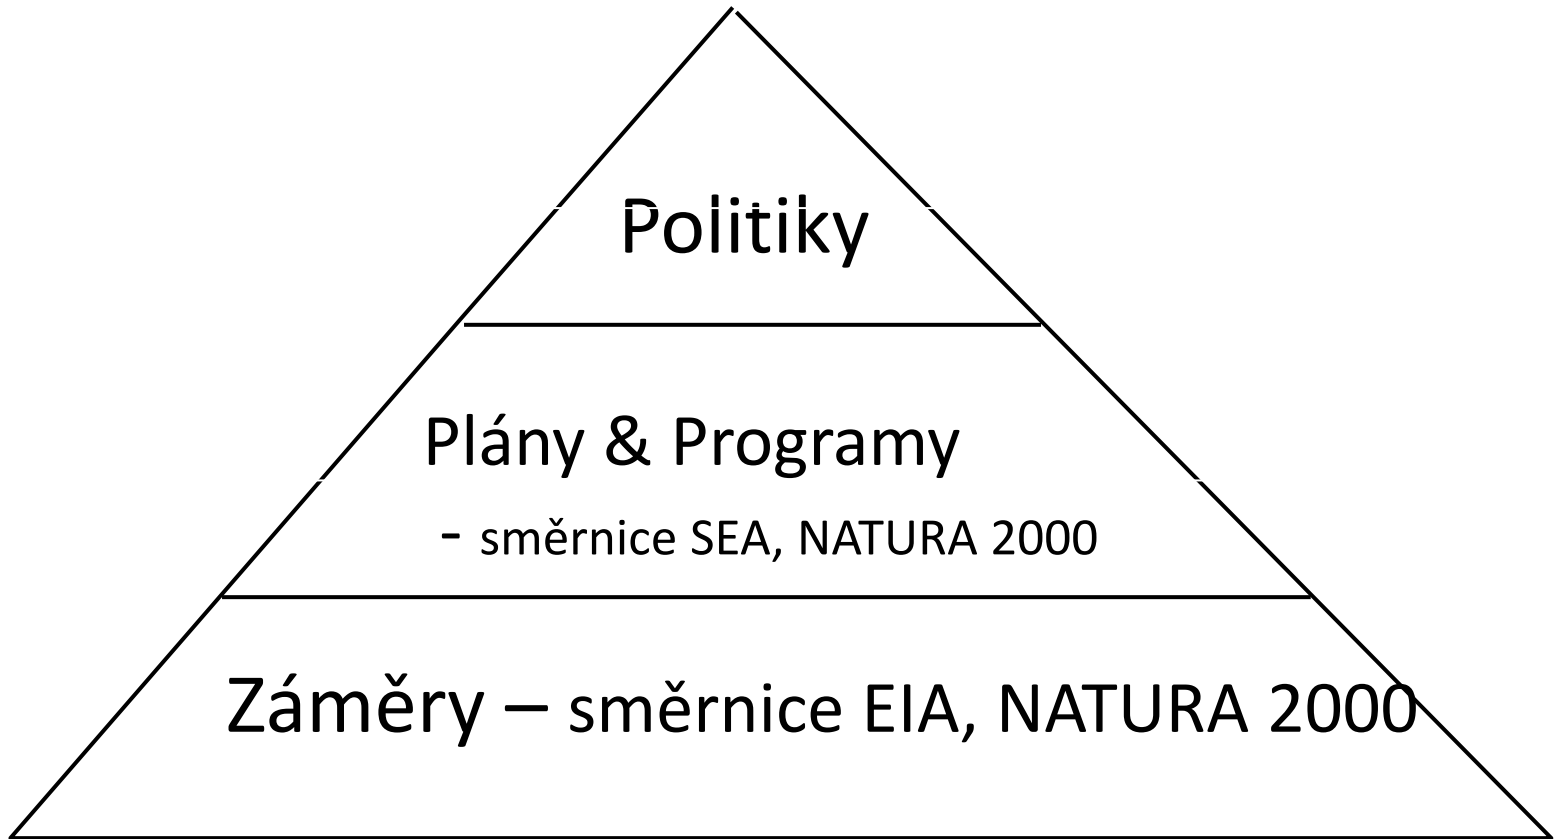 Politiky
Plány & Programy
- směrnice SEA, NATURA 2000
Záměry – směrnice EIA, NATURA 2000